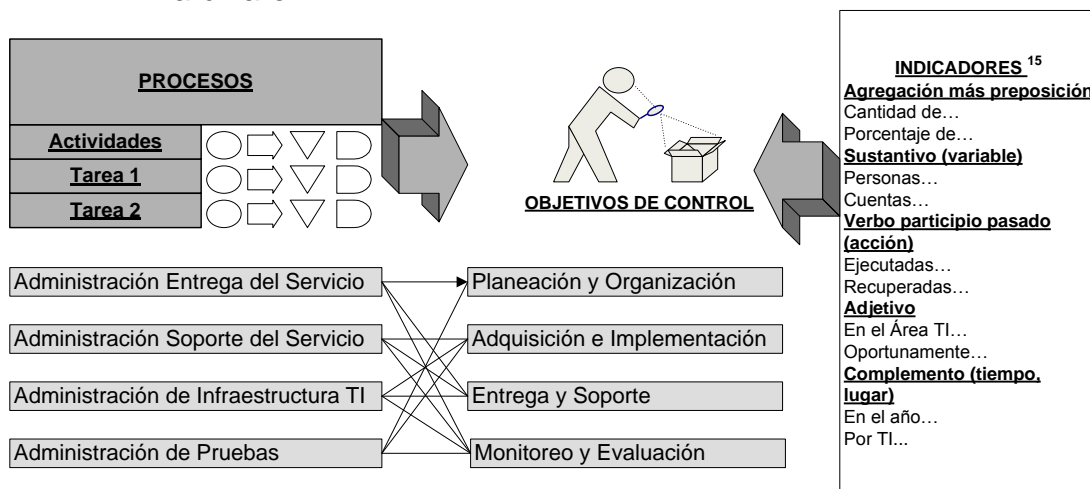 PROCESOS
Actividades
Tarea 1
Tarea 2
OBJETIVOS DE CONTROL
Administración Entrega del Servicio
Administración Soporte del Servicio
Administración de Infraestructura TI
Administración de Pruebas
Planeación y Organización
Adquisición e Implementación
Entrega y Soporte
Monitoreo y Evaluación
INDICADORES 15
Agregación más preposición
Cantidad de…
Porcentaje de…
Sustantivo (variable)
Personas…
Cuentas…
Verbo participio pasado
(acción)
Ejecutadas…
Recuperadas…
Adjetivo
En el Área TI…
Oportunamente…
Complemento (tiempo,
lugar)
En el año…
Por TI...